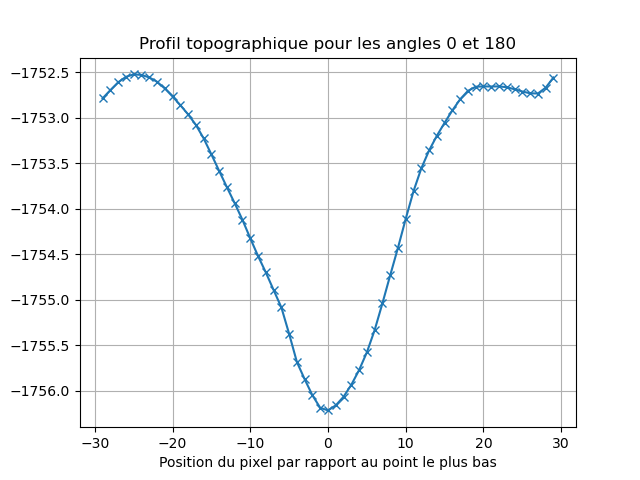 Profil topographique pour les angles 0 et 180
−1752.5
−1753.0
−1753.5
−1754.0
−1754.5
−1755.0
−1755.5
−1756.0
−30 −20 −10 0 10 20 30
Position du pixel par rapport au point le plus bas